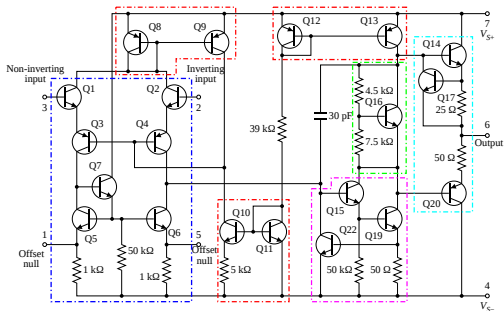 Q8
Q9
Q12
Q13
7
V_S+
Q14
Non-inverting
input
Inverting
input
Q1
Q2
3
2
4.5 kΩ
Q16
Q17
25 Ω
30 pF
6
Output
Q3
Q4
39 kΩ
7.5 kΩ
50 Ω
Q7
Q15
Q20
Q10
Q5
Q6
1
Offset
null
5
Offset
null
Q11
Q22
Q19
50 kΩ
1 kΩ
1 kΩ
5 kΩ
50 kΩ
50 Ω
4
V_S−